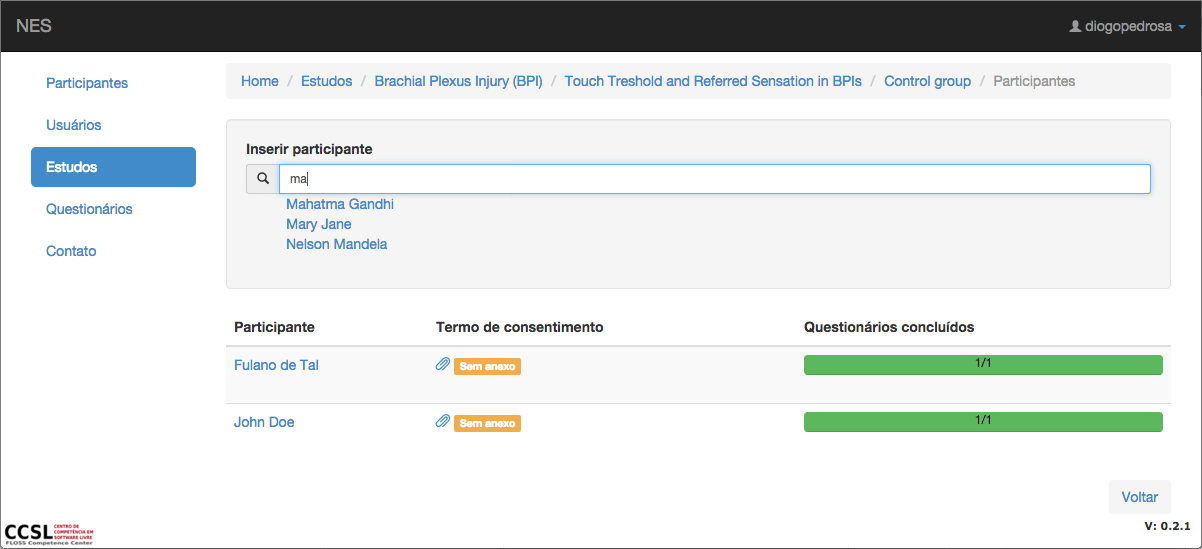 NES
diogopedrosa
Participantes
Usuários
Estudos
Questionários
Contato
Home / Estudos / Brachial Plexus Injury (BPI) / Touch Treshold and Referred Sensation in BPIs / Control group / Participantes
Inserir participante
ma
Mahatma Gandhi
Mary Jane
Nelson Mandela
Participante Termo de consentimento Questionários concluídos
Fulano de Tal Sem anexo 1/1
John Doe Sem anexo 1/1
Voltar
CCSL
CENTRO DE
COMPETÊNCIA EM
SOFTWARE LIVRE
FLOSS Competence Center
V: 0.2.1